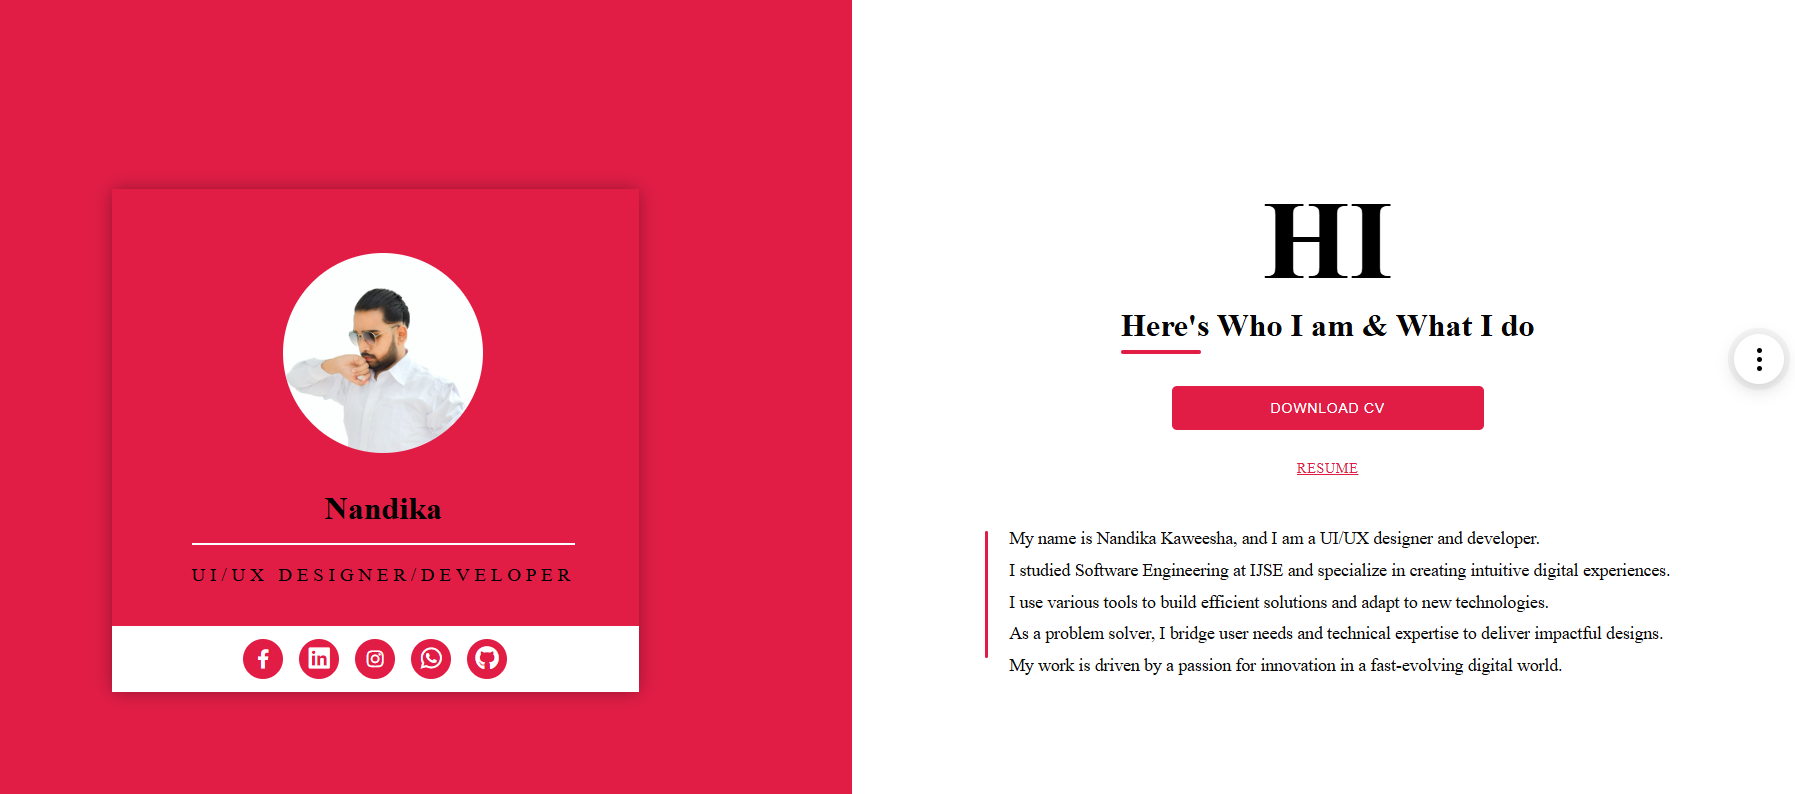 Nandika
UI/UX DESIGNER/DEVELOPER
HI
Here's Who I am & What I do
DOWNLOAD CV
RESUME
My name is Nandika Kaweesha, and I am a UI/UX designer and developer.
I studied Software Engineering at IJSE and specialize in creating intuitive digital experiences.
I use various tools to build efficient solutions and adapt to new technologies.
As a problem solver, I bridge user needs and technical expertise to deliver impactful designs.
My work is driven by a passion for innovation in a fast-evolving digital world.